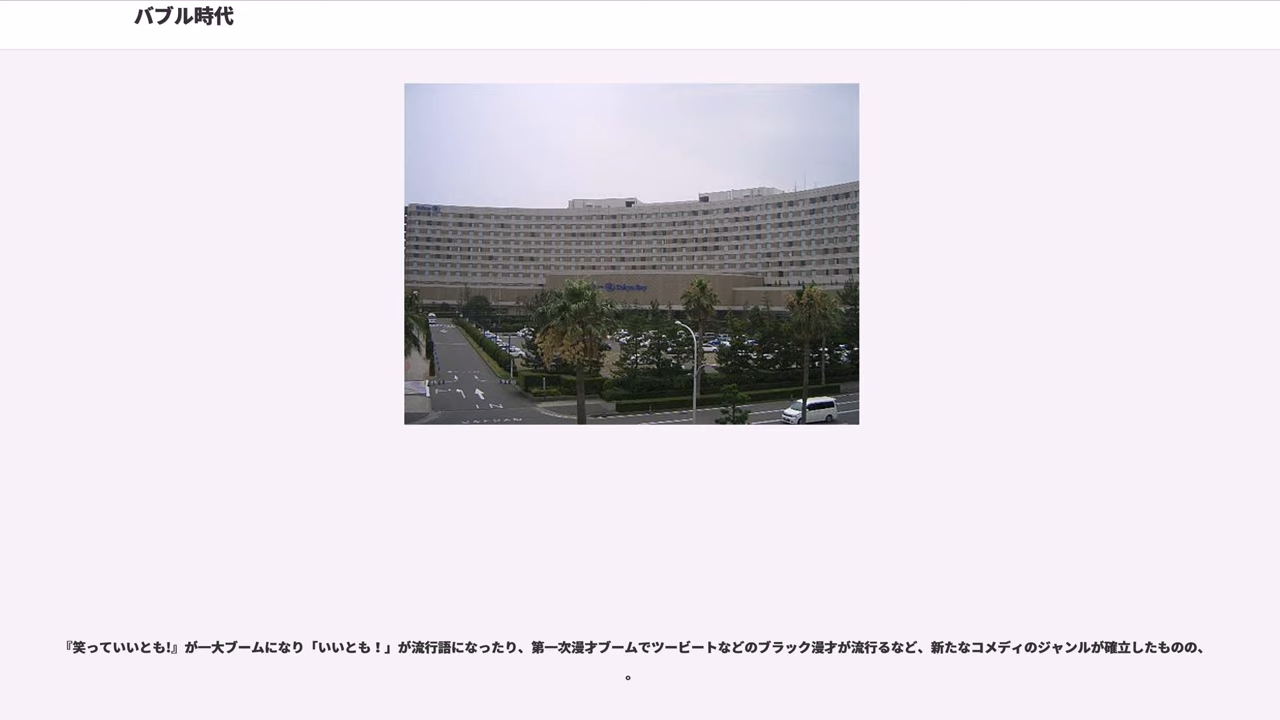 バブル時代
Tokyo Bay
IN
『笑っていいとも!』が一大ブームになり「いいとも！」が流行語になったり、第一次漫才ブームでツービートなどのブラック漫才が流行るなど、新たなコメディのジャンルが確立したものの、
。